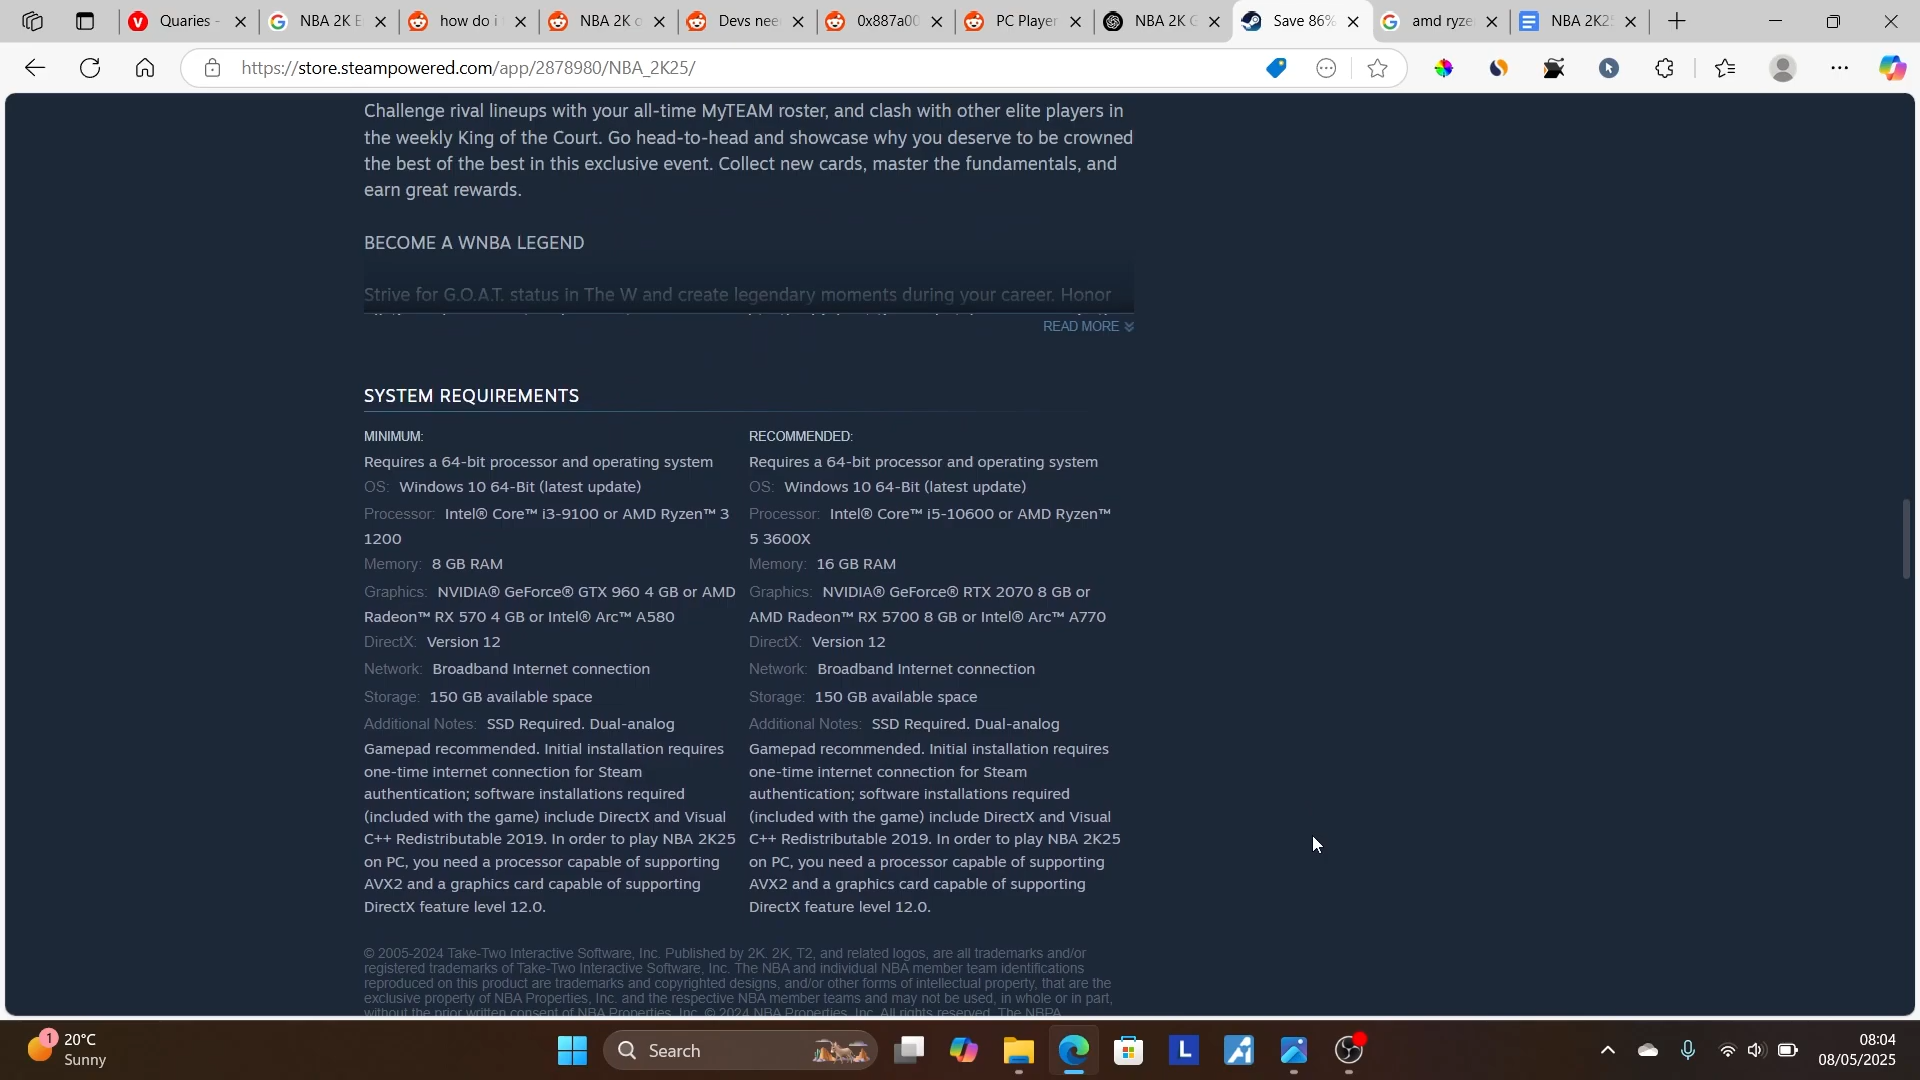 Quaries -
NBA 2K E
how do i
NBA 2K o
Devs nee
0x887a00
PC Player
NBA 2K G
Save 86%
amd ryze
NBA 2K2
https://store.steampowered.com/app/2878980/NBA_2K25/
Challenge rival lineups with your all-time MyTEAM roster, and clash with other elite players in
the weekly King of the Court. Go head-to-head and showcase why you deserve to be crowned
the best of the best in this exclusive event. Collect new cards, master the fundamentals, and
earn great rewards.
BECOME A WNBA LEGEND
Strive for G.O.A.T. status in The W and create legendary moments during your career. Honor
READ MORE
SYSTEM REQUIREMENTS
MINIMUM:
Requires a 64-bit processor and operating system
OS: Windows 10 64-Bit (latest update)
Processor: Intel® Core™ i3-9100 or AMD Ryzen™ 3
1200
Memory: 8 GB RAM
Graphics: NVIDIA® GeForce® GTX 960 4 GB or AMD
Radeon™ RX 570 4 GB or Intel® Arc™ A580
DirectX: Version 12
Network: Broadband Internet connection
Storage: 150 GB available space
Additional Notes: SSD Required. Dual-analog
Gamepad recommended. Initial installation requires
one-time internet connection for Steam
authentication; software installations required
(included with the game) include DirectX and Visual
C++ Redistributable 2019. In order to play NBA 2K25
on PC, you need a processor capable of supporting
AVX2 and a graphics card capable of supporting
DirectX feature level 12.0.
RECOMMENDED:
Requires a 64-bit processor and operating system
OS: Windows 10 64-Bit (latest update)
Processor: Intel® Core™ i5-10600 or AMD Ryzen™
5 3600X
Memory: 16 GB RAM
Graphics: NVIDIA® GeForce® RTX 2070 8 GB or
AMD Radeon™ RX 5700 8 GB or Intel® Arc™ A770
DirectX: Version 12
Network: Broadband Internet connection
Storage: 150 GB available space
Additional Notes: SSD Required. Dual-analog
Gamepad recommended. Initial installation requires
one-time internet connection for Steam
authentication; software installations required
(included with the game) include DirectX and Visual
C++ Redistributable 2019. In order to play NBA 2K25
on PC, you need a processor capable of supporting
AVX2 and a graphics card capable of supporting
DirectX feature level 12.0.
© 2005-2024 Take-Two Interactive Software, Inc. Published by 2K. 2K, T2, and related logos, are all trademarks and/or
registered trademarks of Take-Two Interactive Software, Inc. The NBA and individual NBA member team identifications
reproduced on this product are trademarks and copyrighted designs, and/or other forms of intellectual property, that are the
exclusive property of NBA Properties, Inc. and the respective NBA member teams and may not be used, in whole or in part,
without the prior written consent of NBA Properties, Inc. © 2024 NBA Properties, Inc. All rights reserved. The NBPA
1
20°C
Sunny
Search
L
08:04
08/05/2025